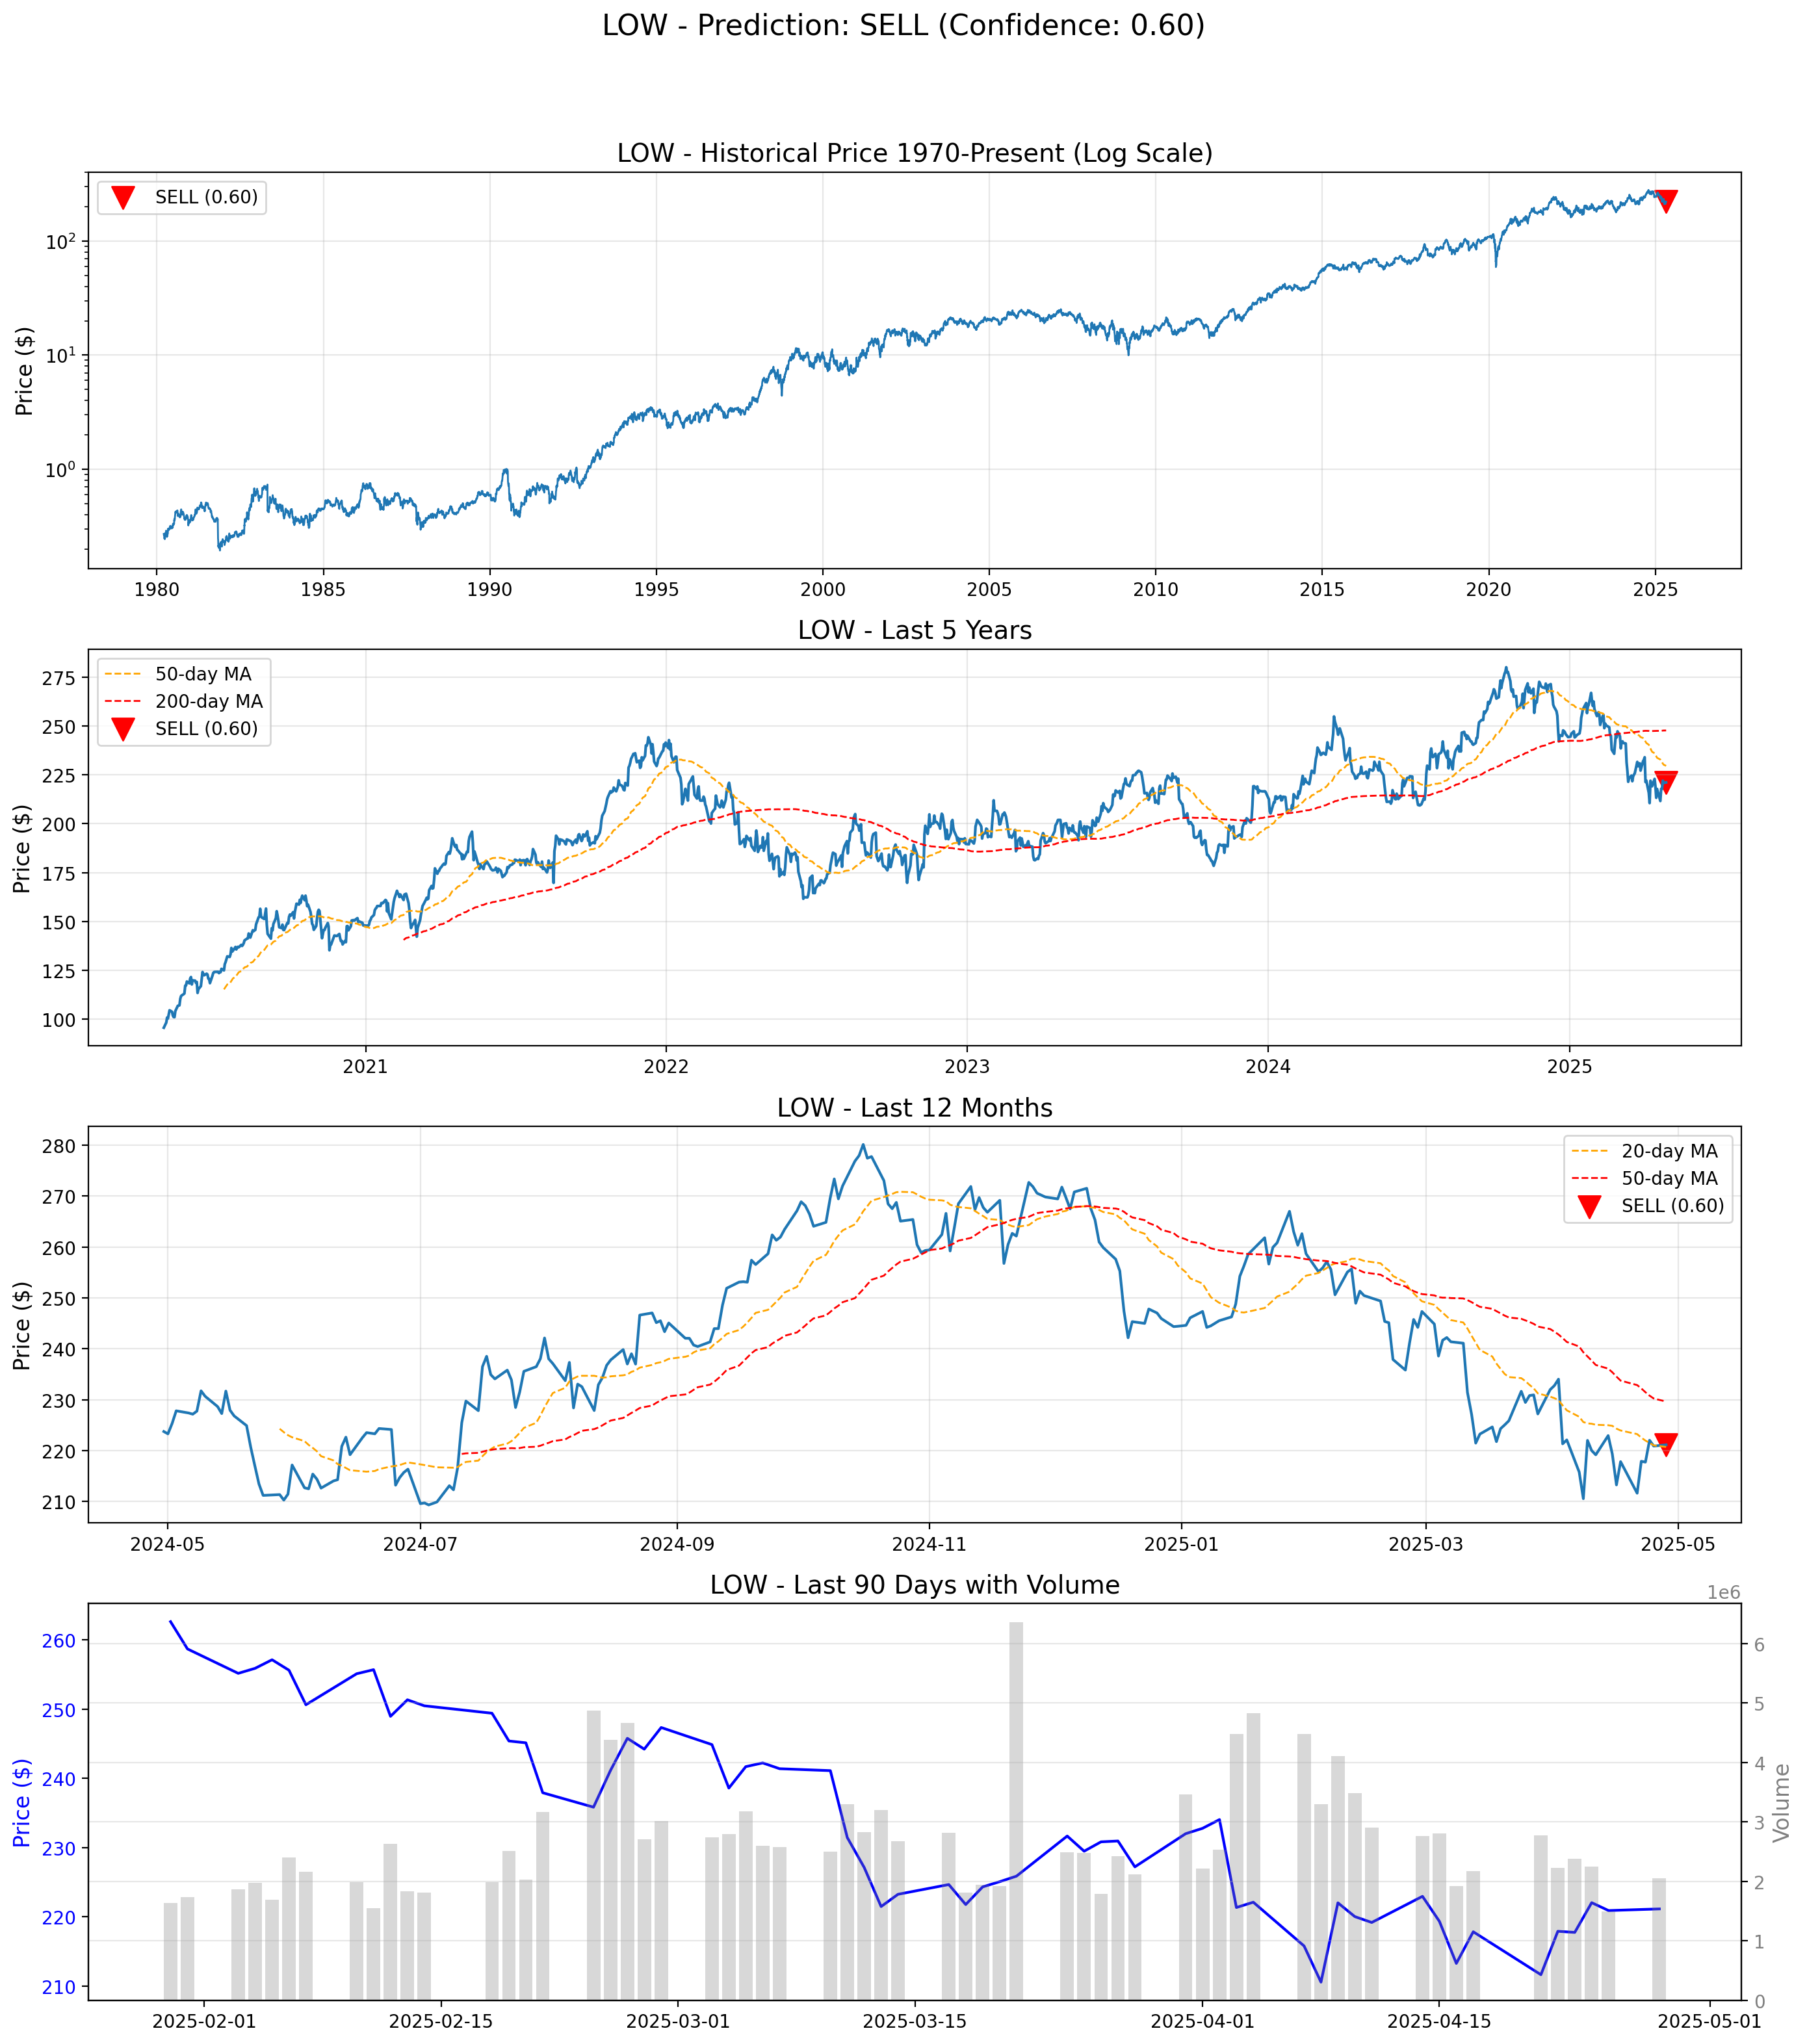 LOW - Prediction: SELL (Confidence: 0.60)
LOW - Historical Price 1970-Present (Log Scale)
SELL (0.60)
Price ($)
10²
10¹
10⁰
1980 1985 1990 1995 2000 2005 2010 2015 2020 2025
LOW - Last 5 Years
50-day MA
200-day MA
SELL (0.60)
Price ($)
275
250
225
200
175
150
125
100
2021 2022 2023 2024 2025
LOW - Last 12 Months
20-day MA
50-day MA
SELL (0.60)
Price ($)
280
270
260
250
240
230
220
210
2024-05 2024-07 2024-09 2024-11 2025-01 2025-03 2025-05
LOW - Last 90 Days with Volume
1e6
Price ($)
260
250
240
230
220
210
6
5
4
3
2
1
0
Volume
2025-02-01 2025-02-15 2025-03-01 2025-03-15 2025-04-01 2025-04-15 2025-05-01